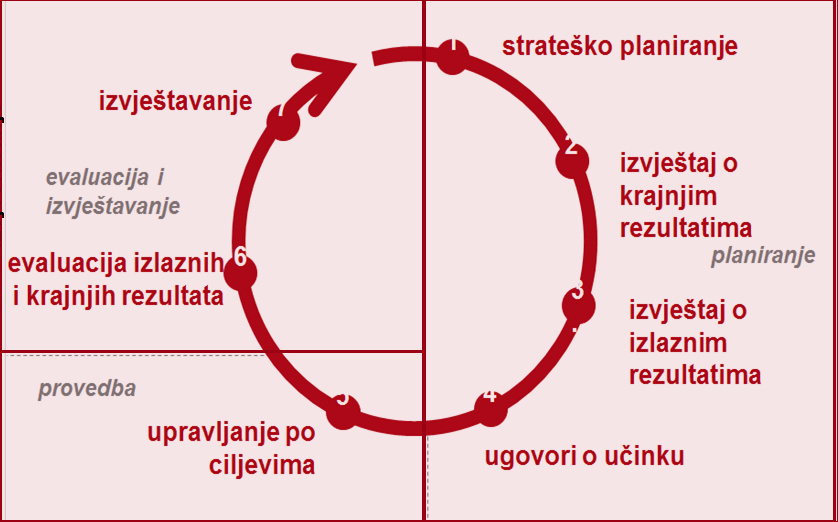 1
strateško planiranje
2
izvještaj o
krajnjim
rezultatima
planiranje
3
izvještaj o
izlaznim
rezultatima
4
ugovori o učinku
5
upravljanje po
ciljevima
provedba
6
evaluacija izlaznih
i krajnjih rezultata
evaluacija i
izvještavanje
7
izvještavanje